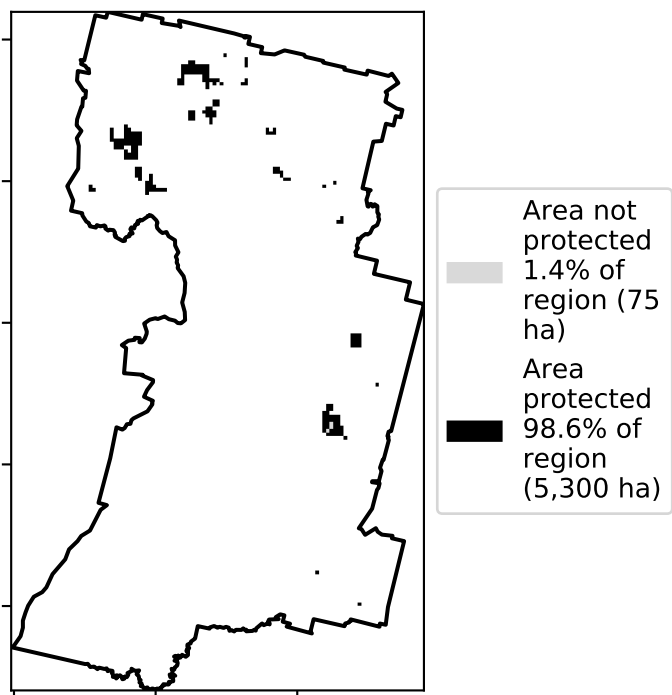 Area not
protected
1.4% of
region (75
ha)
Area
protected
98.6% of
region
(5,300 ha)